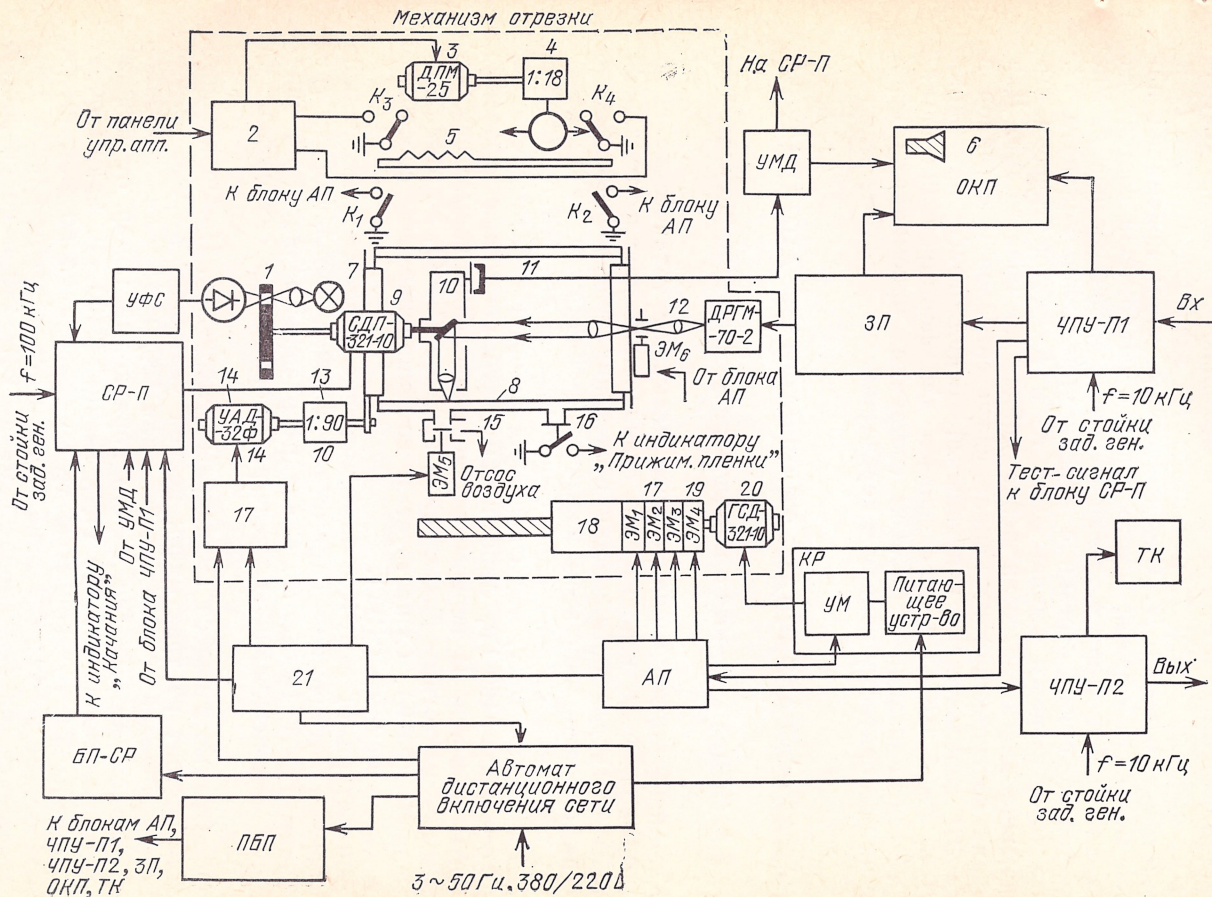 Механизм отрезки
3
4
ДПМ
-25
1:18
На СР-П
К3
К4
От панели
упр. апп.
2
5
УМД
6
ОКП
К блоку АП
К1
К2
К блоку
АП
1
7
9
10
11
12
УФС
СДП-
321-10
ДРГМ-
70-2
ЗП
ЧПУ-П1
Вх
ЭМ6
От блока
АП
f=100 кГц
От стойки
зад. ген.
СР-П
14
13
8
УАД-
-32Ф
1:90
14
10
15
16
ЭМ5
Отсос
воздуха
К индикатору
„Прижим. пленки"
f=10 кГц
От стойки
зад. ген.
Тест-сигнал
к блоку СР-П
17
18
17
19
20
ЭМ1
ЭМ2
ЭМ3
ЭМ4
ГСД-
321-10
КР
УМ
Питаю-
щее
устр-во
ТК
К индикатору
„Качания"
От УМД
От блока ЧПУ-П1
21
АП
ЧПУ-П2
Вых
БП-СР
Автомат
дистанционного
включения сети
f=10 кГц
От стойки
зад. ген.
ПБП
К блокам АП,
ЧПУ-П1,
ЧПУ-П2, ЗП,
ОКП, ТК
3~50Гц. 380/220В